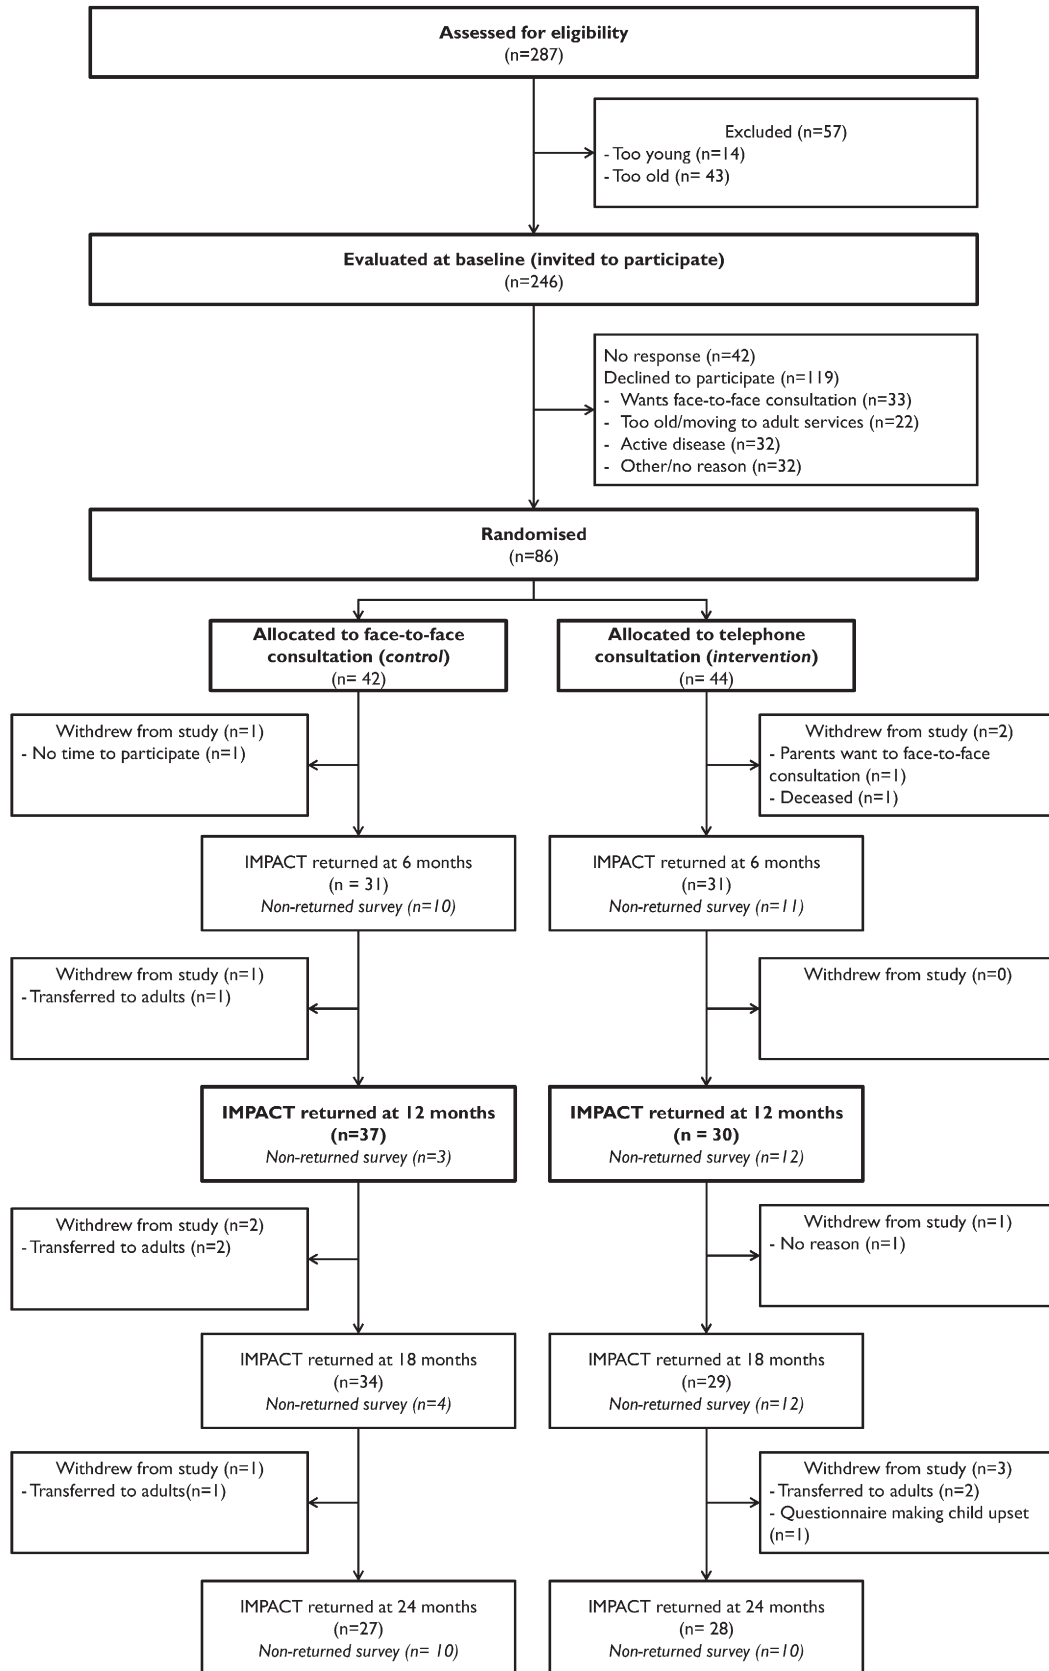 Assessed for eligibility
(n=287)
Excluded (n=57)
- Too young (n=14)
- Too old (n= 43)
Evaluated at baseline (invited to participate)
(n=246)
No response (n=42)
Declined to participate (n=119)
- Wants face-to-face consultation (n=33)
- Too old/moving to adult services (n=22)
- Active disease (n=32)
- Other/no reason (n=32)
Randomised
(n=86)
Allocated to face-to-face
consultation (control)
(n= 42)
Allocated to telephone
consultation (intervention)
(n= 44)
Withdrew from study (n=1)
- No time to participate (n=1)
Withdrew from study (n=2)
- Parents want to face-to-face
consultation (n=1)
- Deceased (n=1)
IMPACT returned at 6 months
(n = 31)
Non-returned survey (n=10)
IMPACT returned at 6 months
(n=31)
Non-returned survey (n=11)
Withdrew from study (n=1)
- Transferred to adults (n=1)
Withdrew from study (n=0)
IMPACT returned at 12 months
(n=37)
Non-returned survey (n=3)
IMPACT returned at 12 months
(n = 30)
Non-returned survey (n=12)
Withdrew from study (n=2)
- Transferred to adults (n=2)
Withdrew from study (n=1)
- No reason (n=1)
IMPACT returned at 18 months
(n=34)
Non-returned survey (n=4)
IMPACT returned at 18 months
(n=29)
Non-returned survey (n=12)
Withdrew from study (n=1)
- Transferred to adults(n=1)
Withdrew from study (n=3)
- Transferred to adults (n=2)
- Questionnaire making child upset
(n=1)
IMPACT returned at 24 months
(n=27)
Non-returned survey (n= 10)
IMPACT returned at 24 months
(n= 28)
Non-returned survey (n=10)